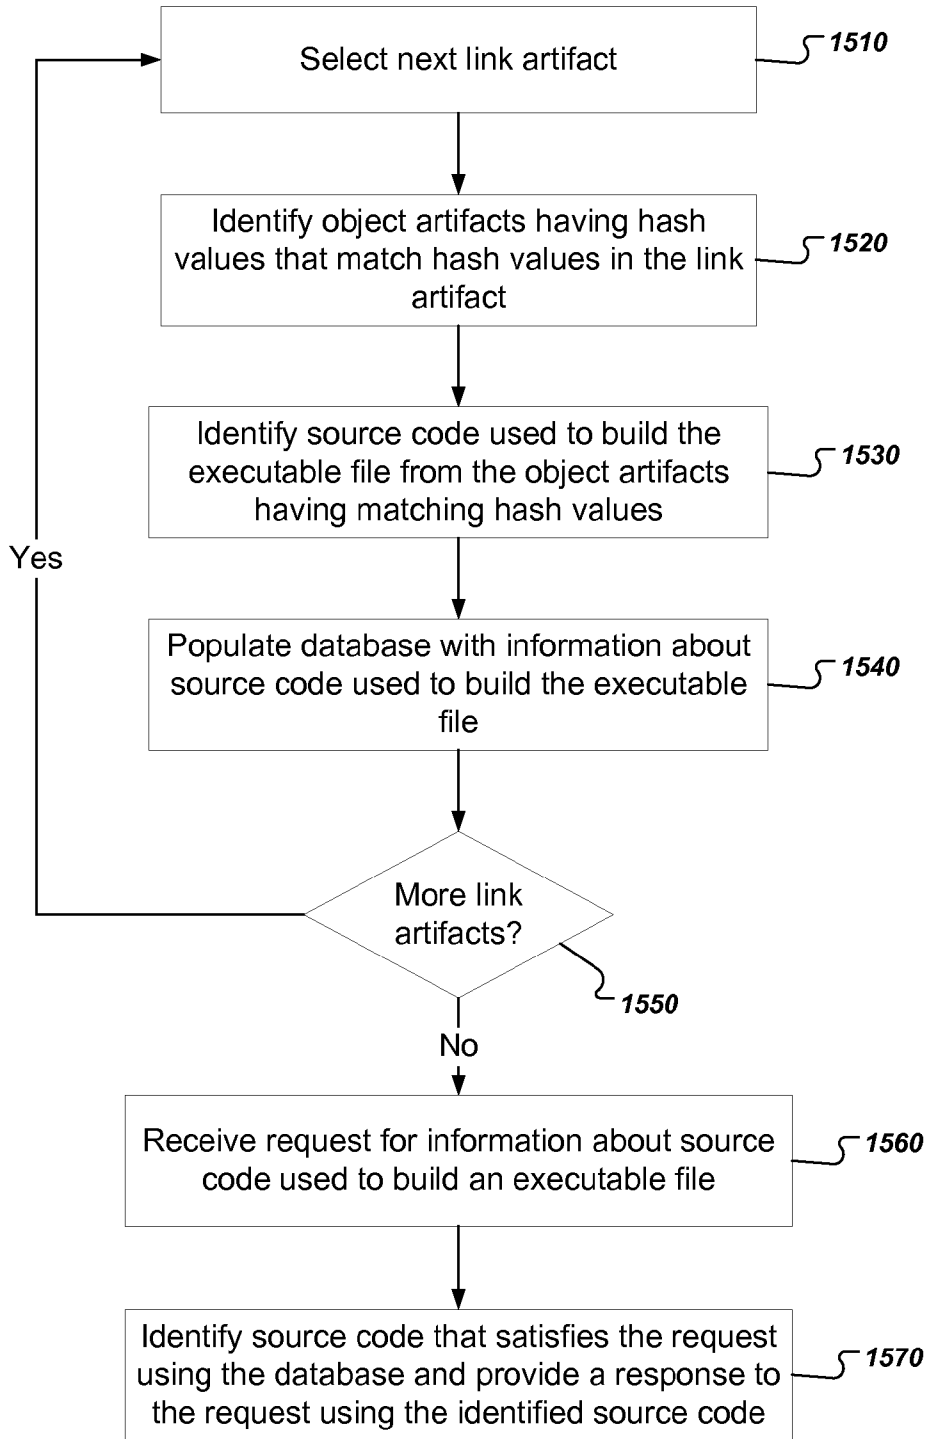 Select next link artifact
1510
Identify object artifacts having hash
values that match hash values in the link
artifact
1520
Identify source code used to build the
executable file from the object artifacts
having matching hash values
1530
Yes
Populate database with information about
source code used to build the executable
file
1540
More link
artifacts?
1550
No
Receive request for information about source
code used to build an executable file
1560
Identify source code that satisfies the request
using the database and provide a response to
the request using the identified source code
1570